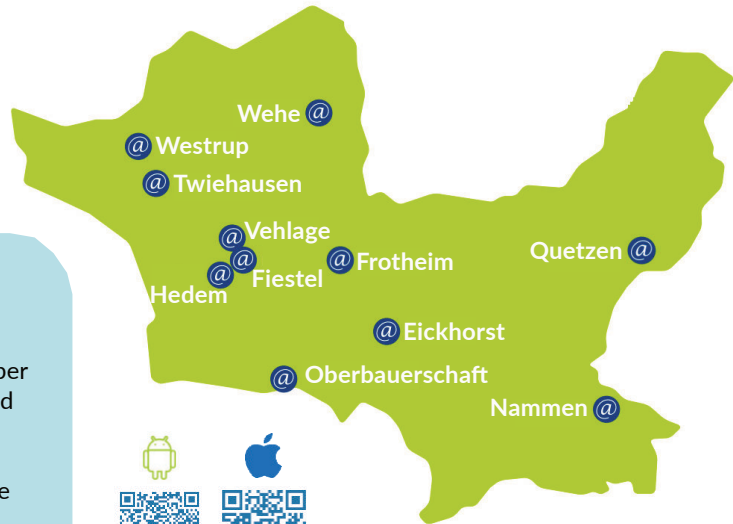 Wehe @
@ Westrup
@ Twiehausen
@ Vehlage
@ Fiestel
@ Hedem
@ Frotheim
Quetzen @
@ Eickhorst
@ Oberbauerschaft
Nammen @